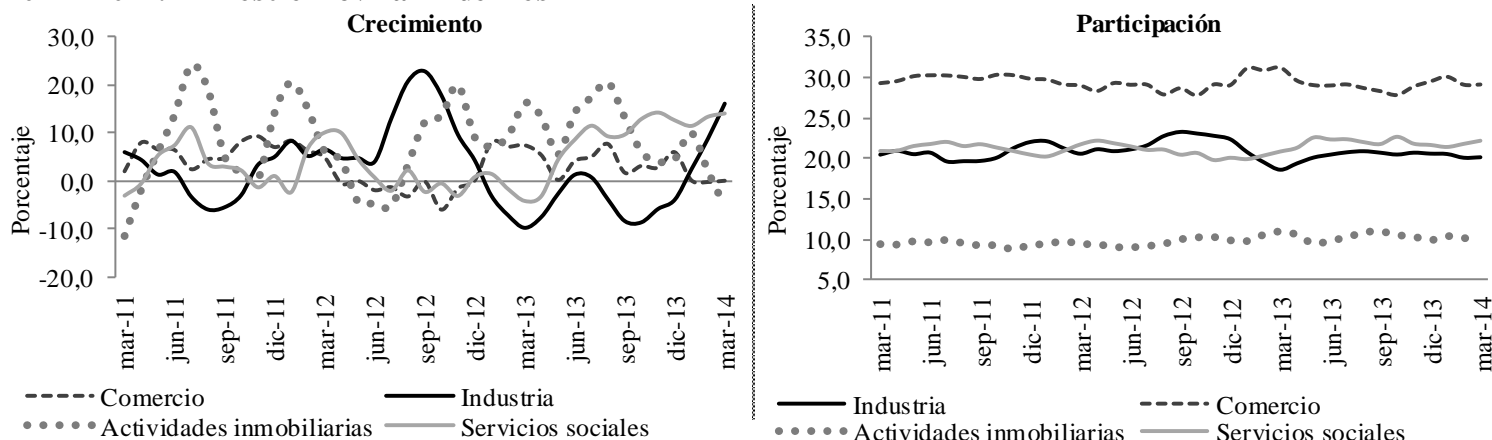 Crecimiento
30,0
20,0
10,0
0,0
-10,0
-20,0
Porcentaje
mar-11
jun-11
sep-11
dic-11
mar-12
jun-12
sep-12
dic-12
mar-13
jun-13
sep-13
dic-13
mar-14
Comercio
Industria
Actividades inmobiliarias
Servicios sociales
Participación
35,0
30,0
25,0
20,0
15,0
10,0
5,0
Porcentaje
mar-11
jun-11
sep-11
dic-11
mar-12
jun-12
sep-12
dic-12
mar-13
jun-13
sep-13
dic-13
mar-14
Industria
Comercio
Actividades inmobiliarias
Servicios sociales